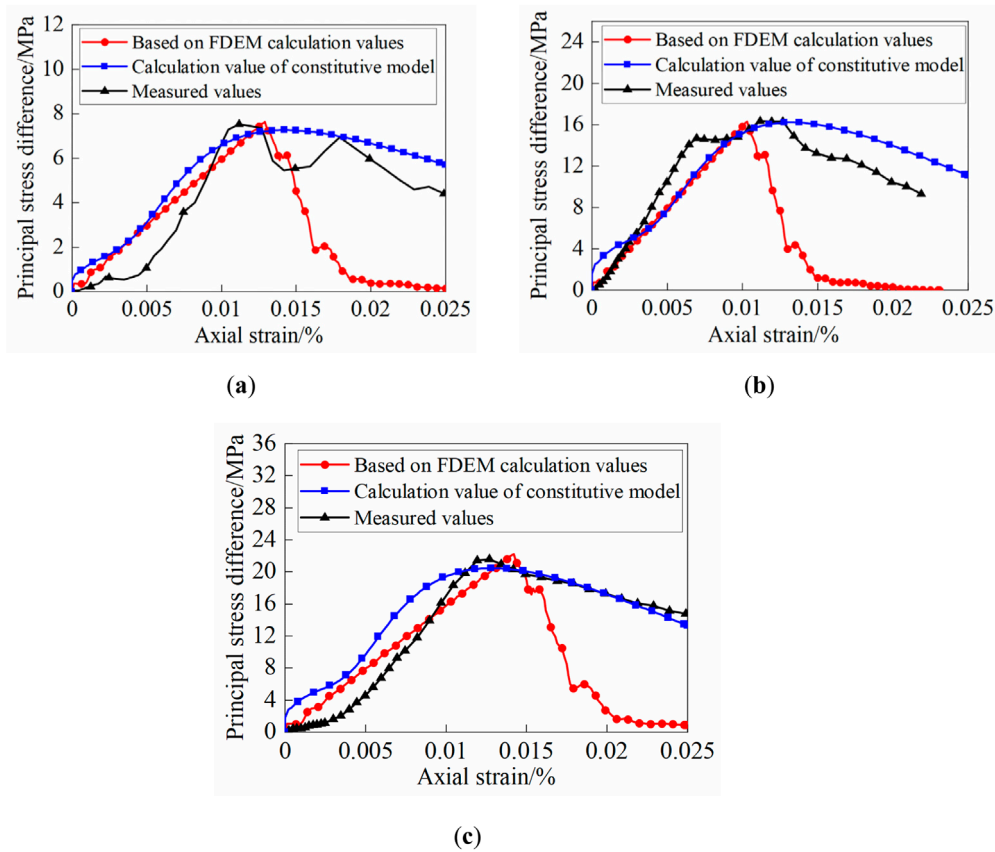 Principal stress difference/MPa
12
10
8
6
4
2
0
Based on FDEM calculation values
Calculation value of constitutive model
Measured values
0
0.005
0.01
0.015
0.02
0.025
Axial strain/%
(a)
Principal stress difference/MPa
24
20
16
12
8
4
0
Based on FDEM calculation values
Calculation value of constitutive model
Measured values
0
0.005
0.01
0.015
0.02
0.025
Axial strain/%
(b)
Principal stress difference/MPa
36
32
28
24
20
16
12
8
4
0
Based on FDEM calculation values
Calculation value of constitutive model
Measured values
0
0.005
0.01
0.015
0.02
0.025
Axial strain/%
(c)